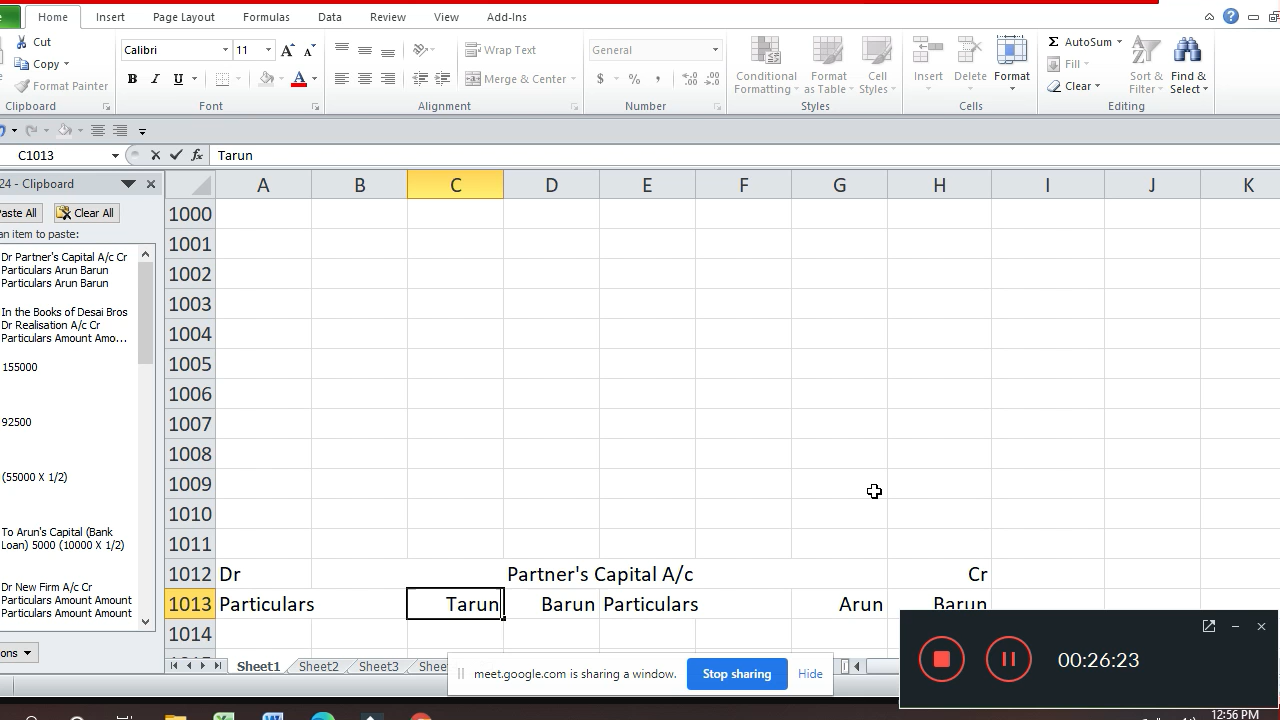 Home Insert Page Layout Formulas Data Review View Add-Ins
Cut Calibri 11 Wrap Text General AutoSum
Copy Fill
Format Painter B I U A Merge & Center $ % , Conditional Formatting Format as Table Cell Styles Insert Delete Format Clear Sort & Filter Find & Select
Clipboard Font Alignment Number Styles Cells Editing
C1013 fx Tarun
24 - Clipboard A B C D E F G H I J K
Paste All Clear All 1000
an item to paste: 1001
Dr Partner's Capital A/c Cr
Particulars Arun Barun 1002
Particulars Arun Barun
1003
In the Books of Desai Bros
Dr Realisation A/c Cr 1004
Particulars Amount Amo...
155000 1005
1006
92500 1007
1008
(55000 X 1/2) 1009
1010
To Arun's Capital (Bank
Loan) 5000 (10000 X 1/2) 1011
1012 Dr Partner's Capital A/c Cr
Dr New Firm A/c Cr
Particulars Amount Amount 1013 Particulars Tarun Barun Particulars Arun Barun
Particulars Amount Amount
1014
ons Sheet1 Sheet2 Sheet3
meet.google.com is sharing a window. Stop sharing Hide
00:26:23
12:56 PM